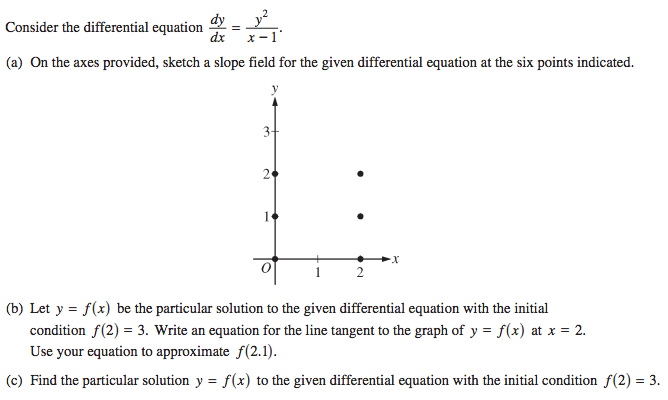 Consider the differential equation dy/dx = y²/(x − 1).
(a) On the axes provided, sketch a slope field for the given differential equation at the six points indicated.
y
3
2
1
O 1 2 x
(b) Let y = f(x) be the particular solution to the given differential equation with the initial
condition f(2) = 3. Write an equation for the line tangent to the graph of y = f(x) at x = 2.
Use your equation to approximate f(2.1).
(c) Find the particular solution y = f(x) to the given differential equation with the initial condition f(2) = 3.